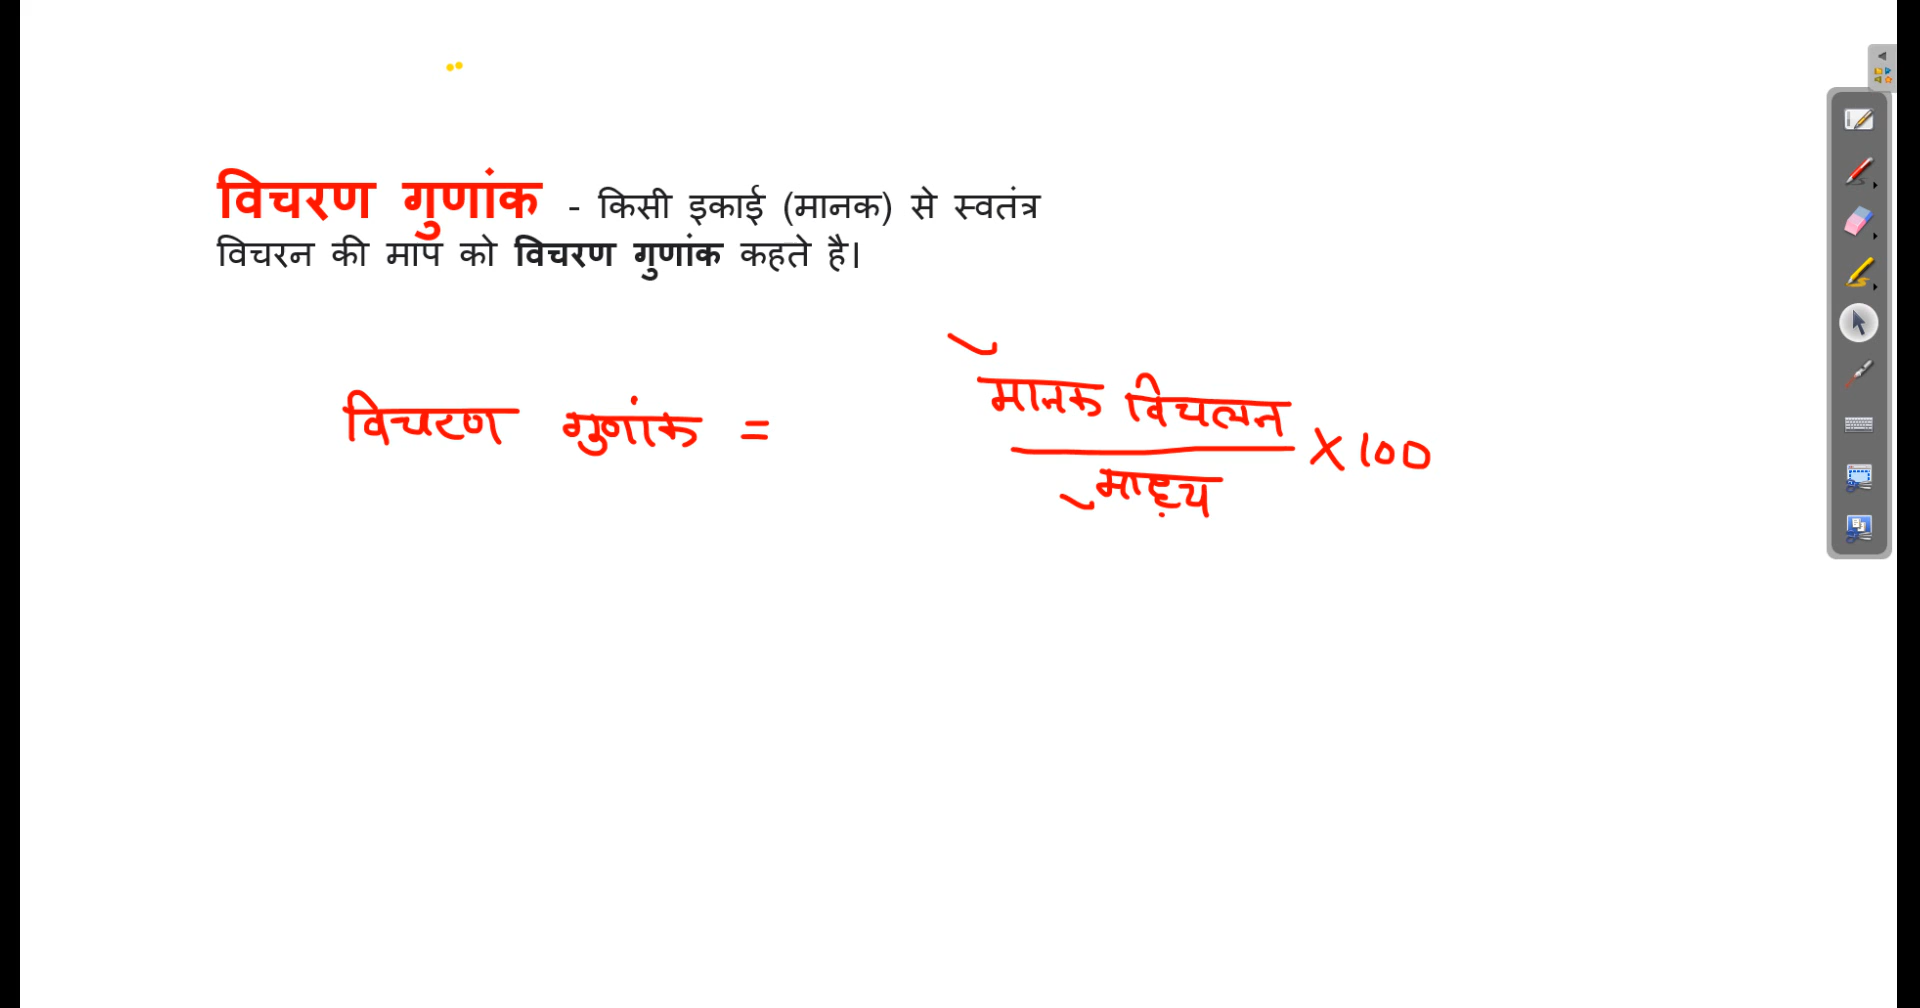 विचरण गुणांक - किसी इकाई (मानक) से स्वतंत्र
विचरन की माप को विचरण गुणांक कहते है।
विचरण गुणांक = मानक विचलन
माध्य × 100